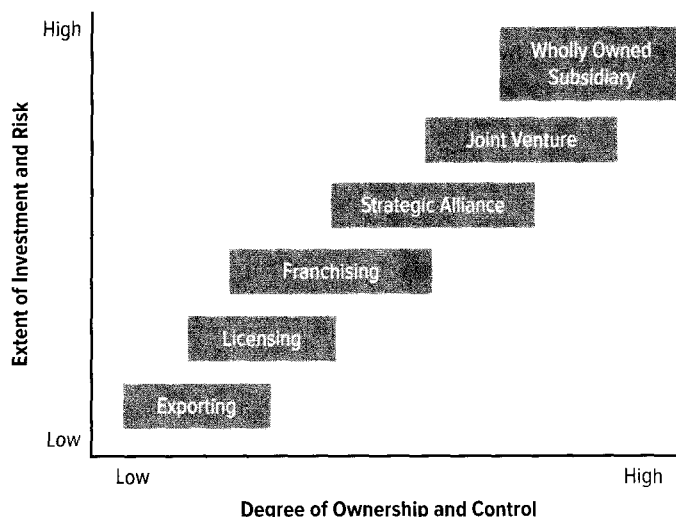 High
Wholly Owned
Subsidiary
Joint Venture
Strategic Alliance
Franchising
Licensing
Exporting
Low
Low
High
Extent of Investment and Risk
Degree of Ownership and Control